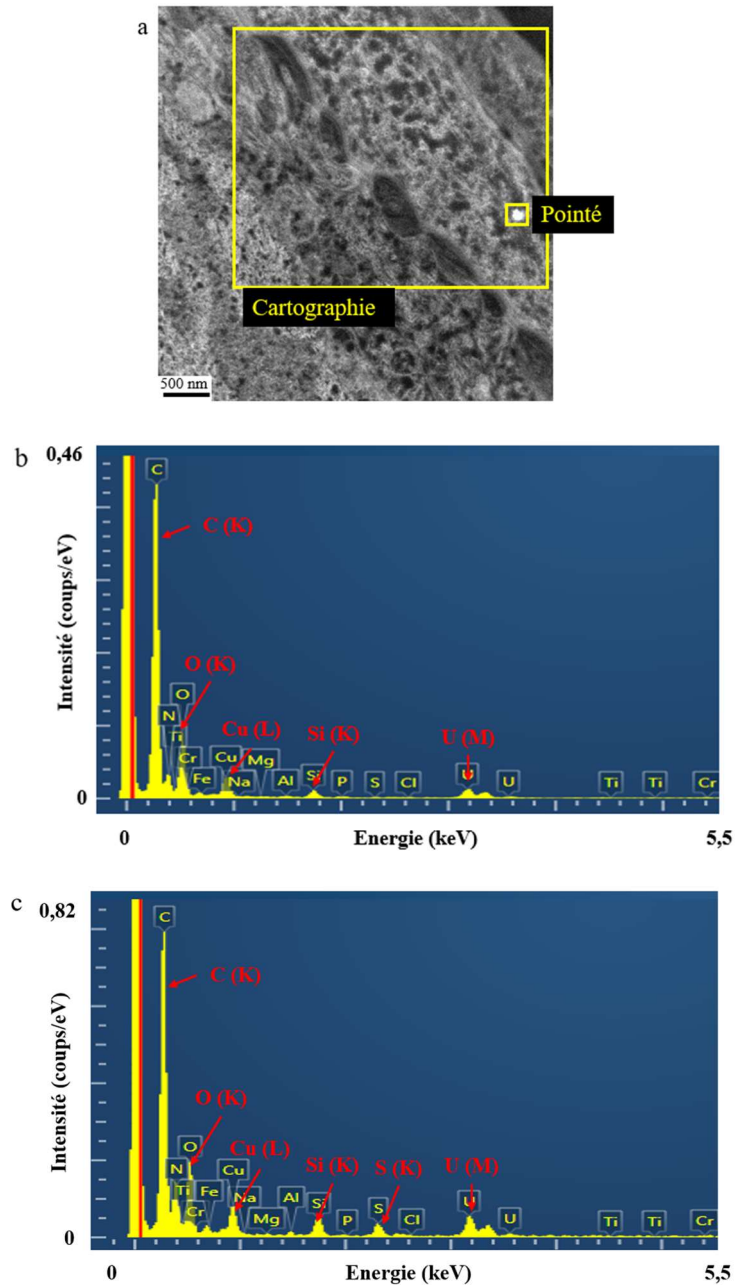 a
Pointé
Cartographie
500 nm
b
0,46
C
C (K)
O (K)
O
N
Ti
Cr
Fe
Cu
Cu (L)
Na
Mg
Al
Si (K)
Si
P
S
Cl
U (M)
U
U
Ti
Ti
Cr
Intensité (coups/eV)
0
0
Energie (keV)
5,5
c
0,82
C
C (K)
O (K)
O
N
Ti
Cr
Fe
Cu
Cu (L)
Na
Mg
Al
Si (K)
Si
P
S (K)
S
Cl
U (M)
U
U
Ti
Ti
Cr
Intensité (coups/eV)
0
0
Energie (keV)
5,5